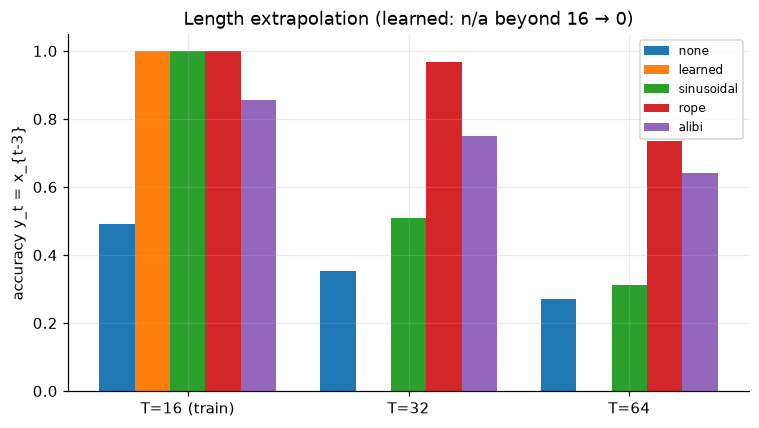 Length extrapolation (learned: n/a beyond 16 → 0)
none
learned
sinusoidal
rope
alibi
accuracy y_t = x_{t-3}
1.0
0.8
0.6
0.4
0.2
0.0
T=16 (train)
T=32
T=64